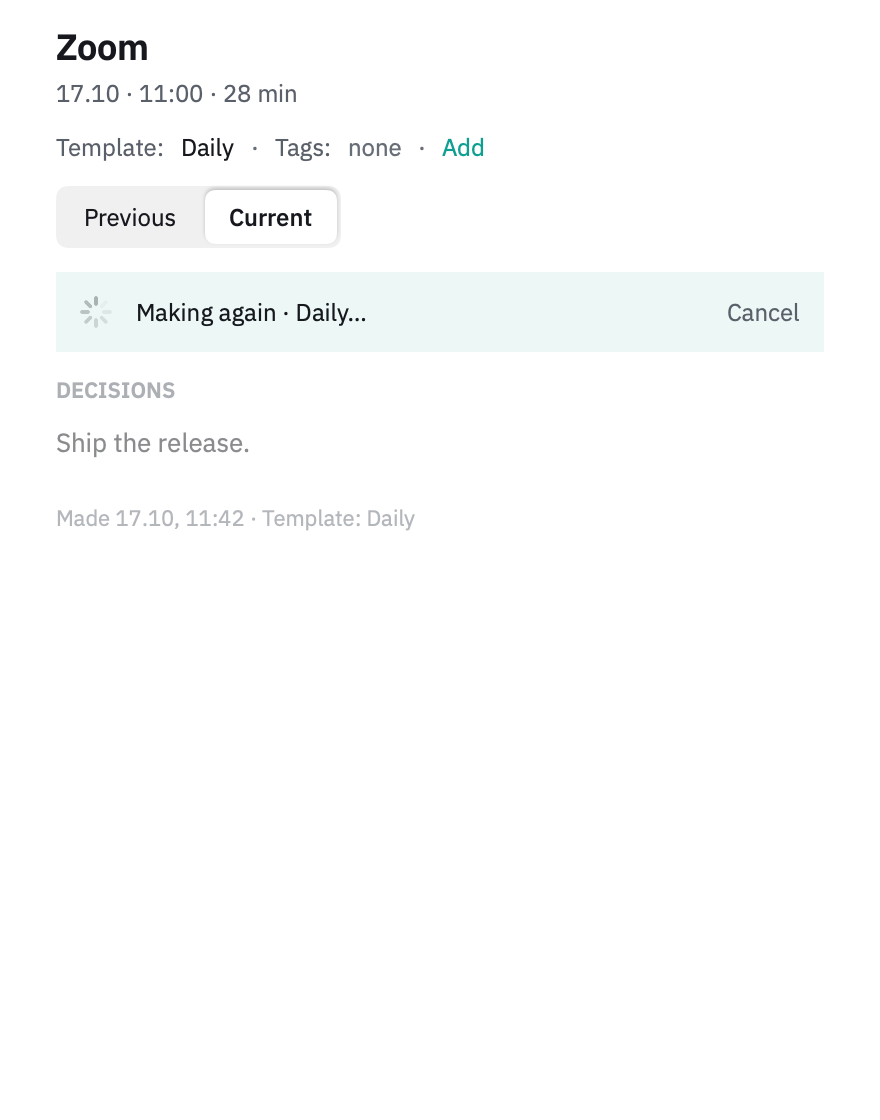 Zoom
17.10 · 11:00 · 28 min
Template: Daily · Tags: none · Add
Previous Current
Making again · Daily... Cancel
DECISIONS
Ship the release.
Made 17.10, 11:42 · Template: Daily